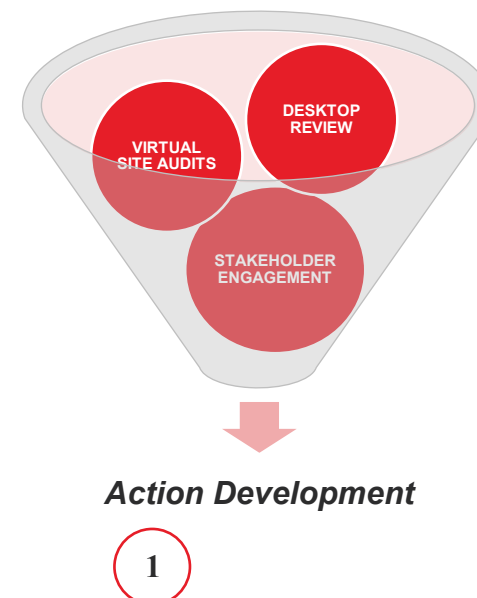 DESKTOP
REVIEW
VIRTUAL
SITE AUDITS
STAKEHOLDER
ENGAGEMENT
Action Development
1